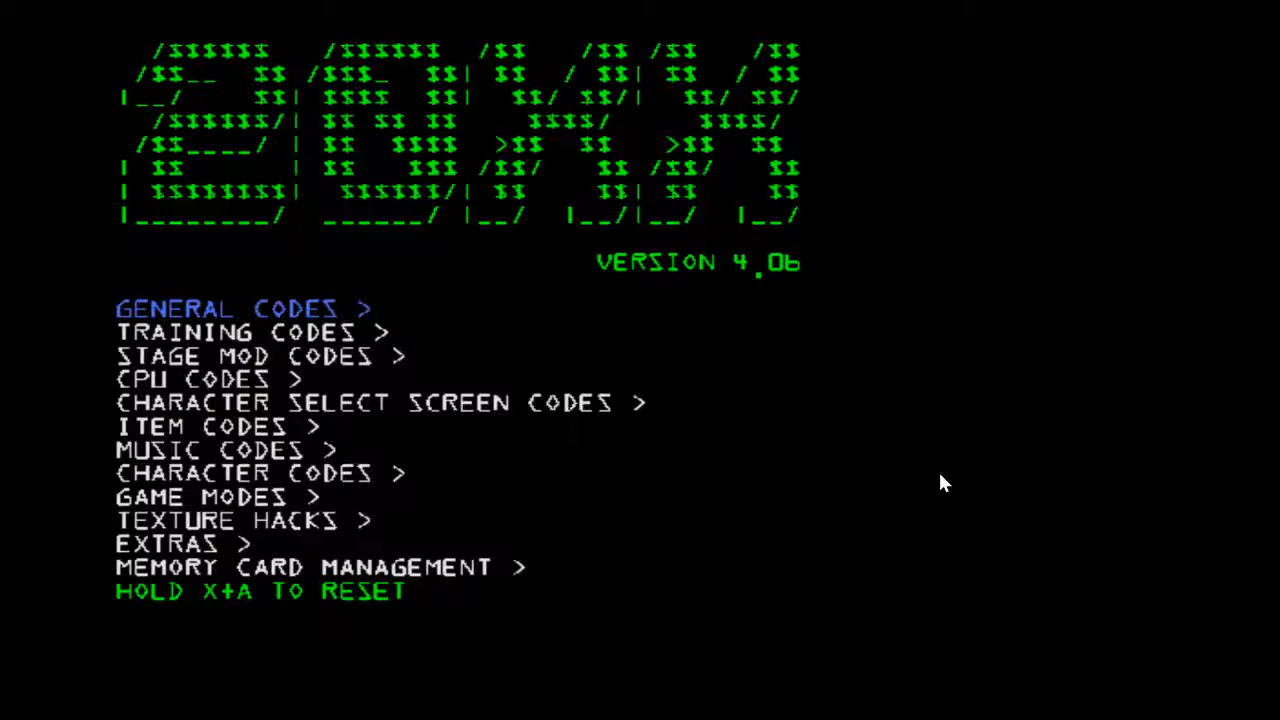 20XX
VERSION 4.06
GENERAL CODES >
TRAINING CODES >
STAGE MOD CODES >
CPU CODES >
CHARACTER SELECT SCREEN CODES >
ITEM CODES >
MUSIC CODES >
CHARACTER CODES >
GAME MODES >
TEXTURE HACKS >
EXTRAS >
MEMORY CARD MANAGEMENT >
HOLD X+A TO RESET